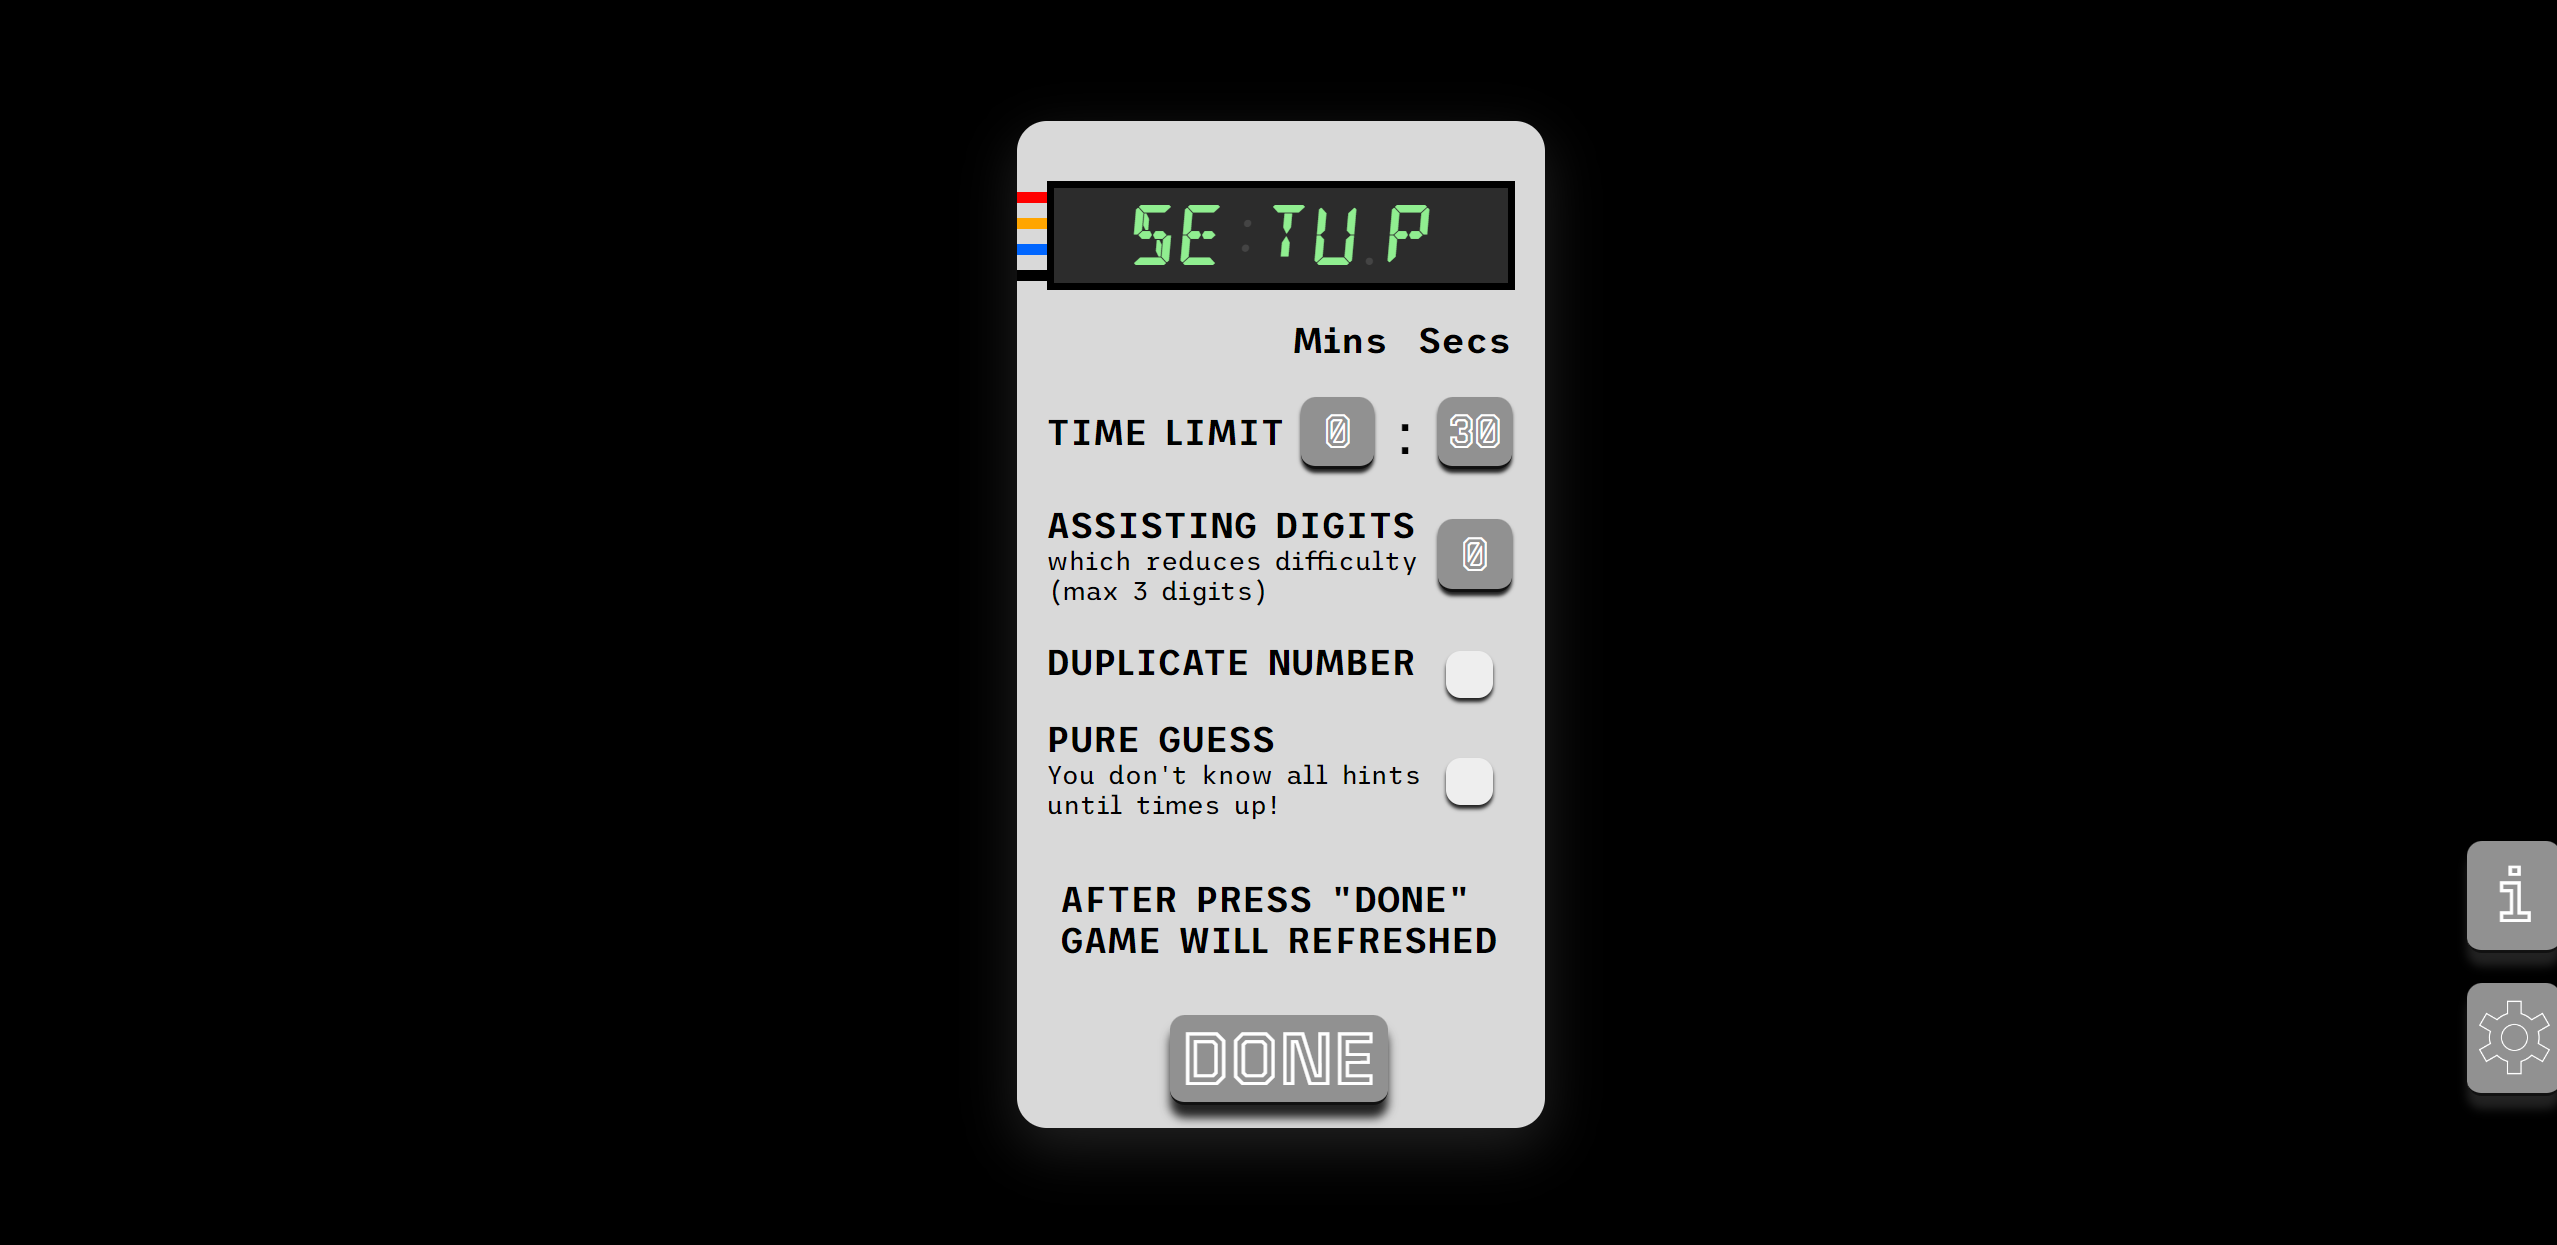 SE:TU.P
Mins Secs
TIME LIMIT 0 : 30
ASSISTING DIGITS 0
which reduces difficulty
(max 3 digits)
DUPLICATE NUMBER
PURE GUESS
You don't know all hints
until times up!
AFTER PRESS "DONE"
GAME WILL REFRESHED
DONE
i